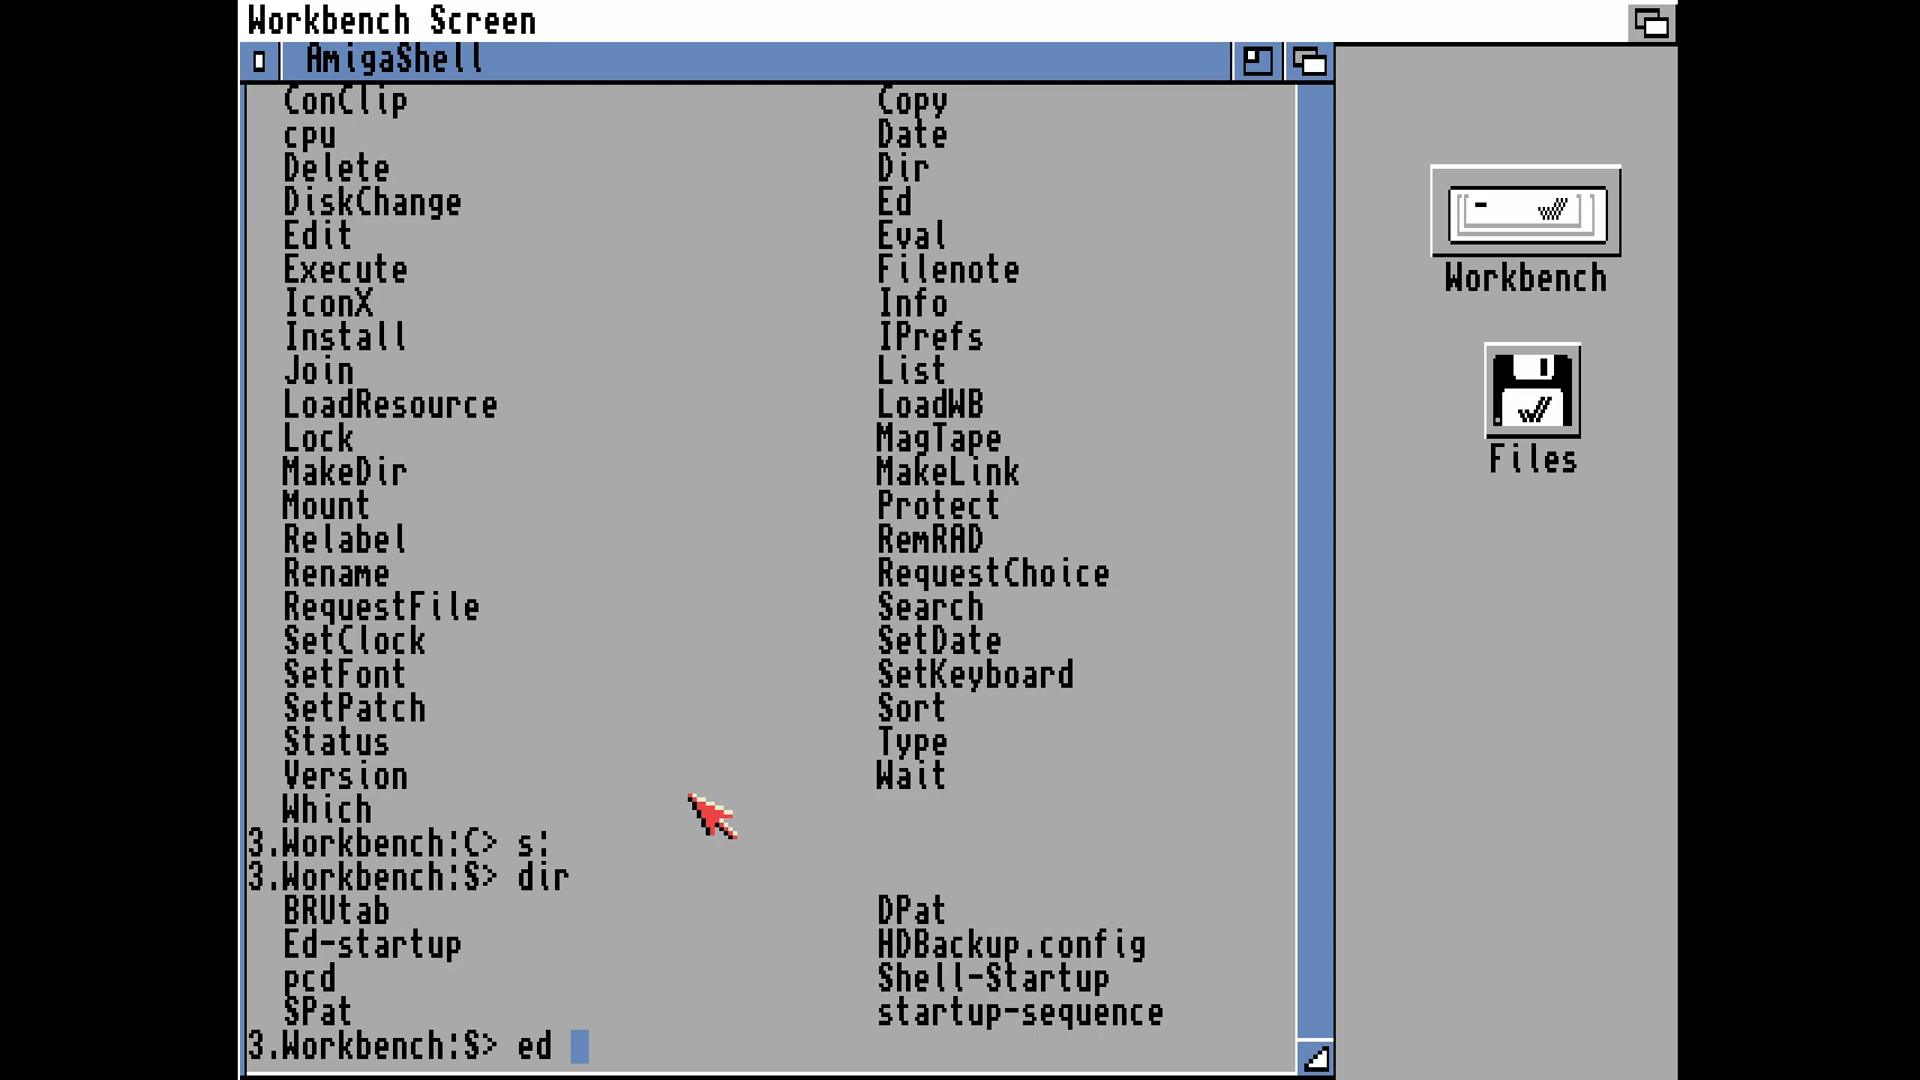 Workbench Screen
AmigaShell
ConClip Copy
cpu Date
Delete Dir
DiskChange Ed
Edit Eval
Execute Filenote
IconX Info
Install IPrefs
Join List
LoadResource LoadWB
Lock MagTape
MakeDir MakeLink
Mount Protect
Relabel RemRAD
Rename RequestChoice
RequestFile Search
SetClock SetDate
SetFont SetKeyboard
SetPatch Sort
Status Type
Version Wait
Which
3.Workbench:C> s:
3.Workbench:S> dir
BRUtab DPat
Ed-startup HDBackup.config
pcd Shell-Startup
SPat startup-sequence
3.Workbench:S> ed
Workbench
Files